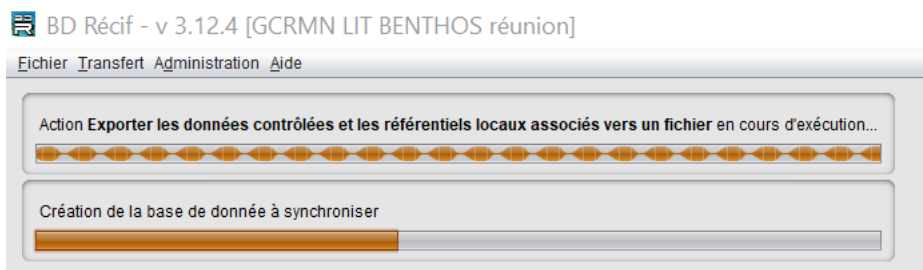 BD Récif - v 3.12.4 [GCRMN LIT BENTHOS réunion]
Fichier Transfert Administration Aide
Action Exporter les données contrôlées et les référentiels locaux associés vers un fichier en cours d'exécution...
Création de la base de donnée à synchroniser